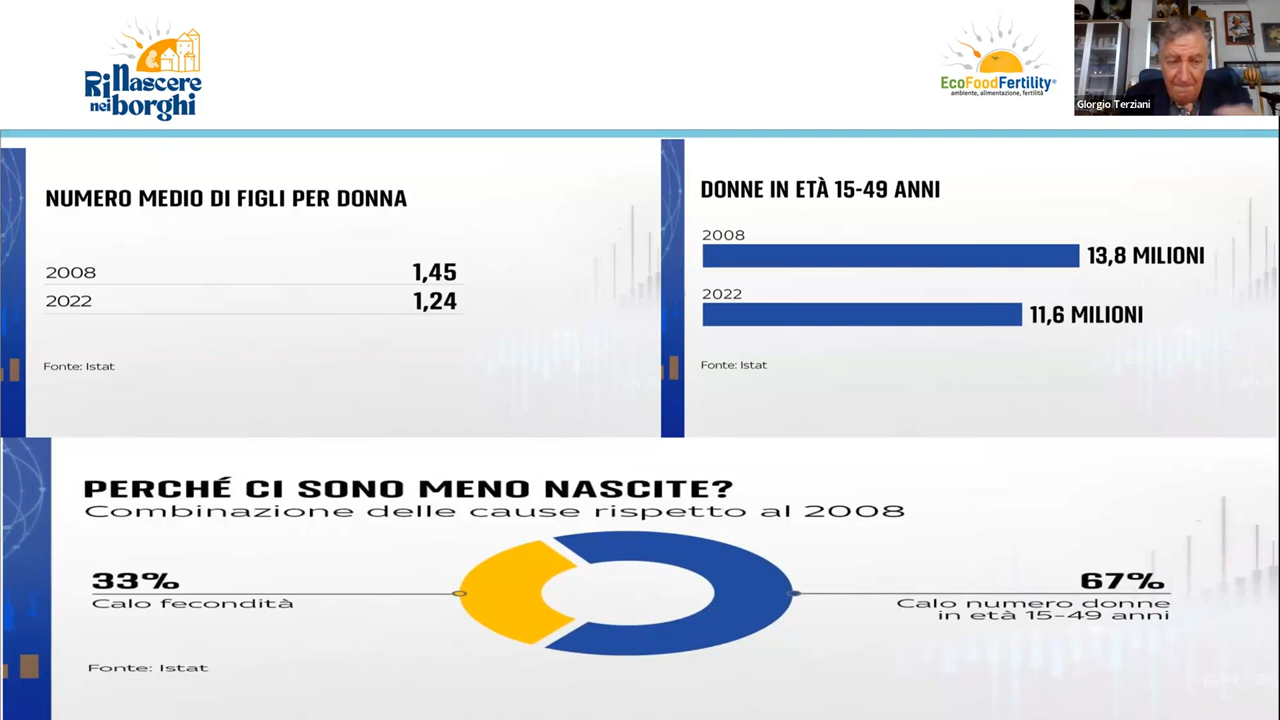 RiNascere
nei borghi
EcoFoodFertility®
ambiente, alimentazione, fertilità
GIorgio Terziani
NUMERO MEDIO DI FIGLI PER DONNA
2008 1,45
2022 1,24
Fonte: Istat
DONNE IN ETÀ 15-49 ANNI
2008
13,8 MILIONI
2022
11,6 MILIONI
Fonte: Istat
PERCHÉ CI SONO MENO NASCITE?
Combinazione delle cause rispetto al 2008
33%
Calo fecondità
67%
Calo numero donne
in età 15-49 anni
Fonte: Istat